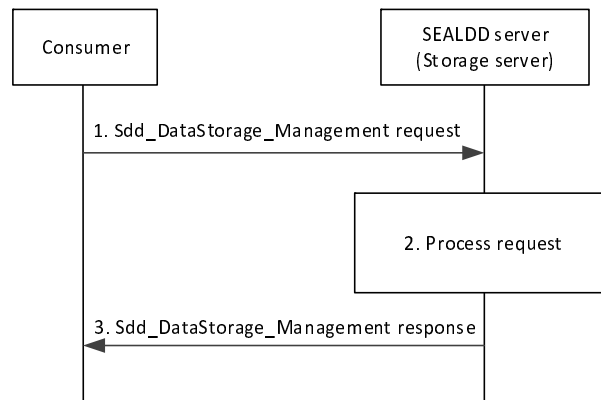 Consumer
SEALDD server
(Storage server)
1. Sdd_DataStorage_Management request
2. Process request
3. Sdd_DataStorage_Management response